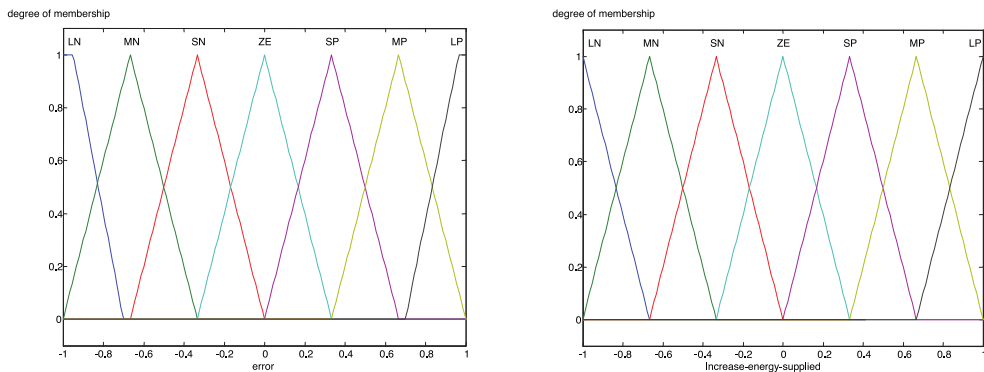 degree of membership
LN MN SN ZE SP MP LP
1
0.8
0.6
0.4
0.2
0
-1 -0.8 -0.6 -0.4 -0.2 0 0.2 0.4 0.6 0.8 1
error
degree of membership
LN MN SN ZE SP MP LP
1
0.8
0.6
0.4
0.2
0
-1 -0.8 -0.6 -0.4 -0.2 0 0.2 0.4 0.6 0.8 1
Increase-energy-supplied